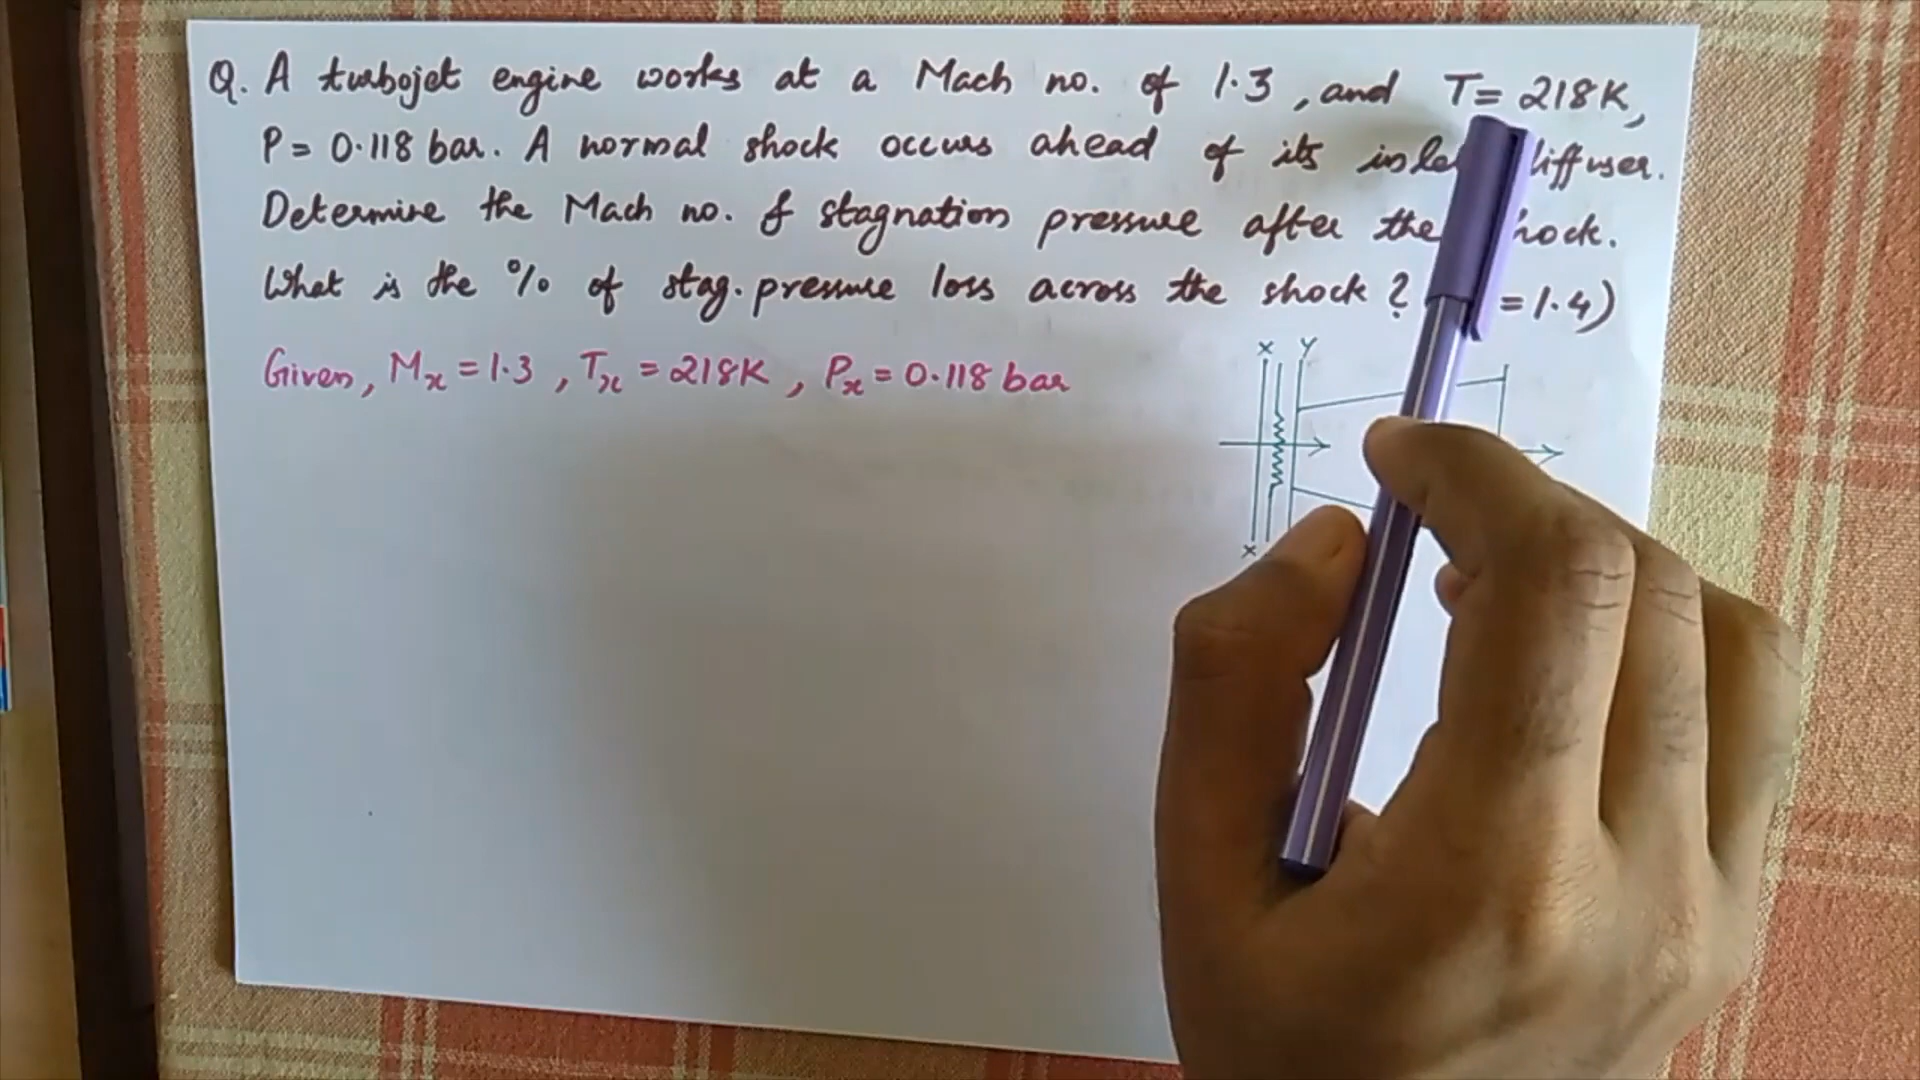 Q. A turbojet engine works at a Mach no. of 1.3, and T= 218K,
P= 0.118 bar. A normal shock occurs ahead of its
Determine the Mach no. & stagnation pressure after the
What is the % of stag. pressure loss across the shock? =1.4)
Given, Mx = 1.3, Tx = 218K, Px = 0.118 bar
x y
x